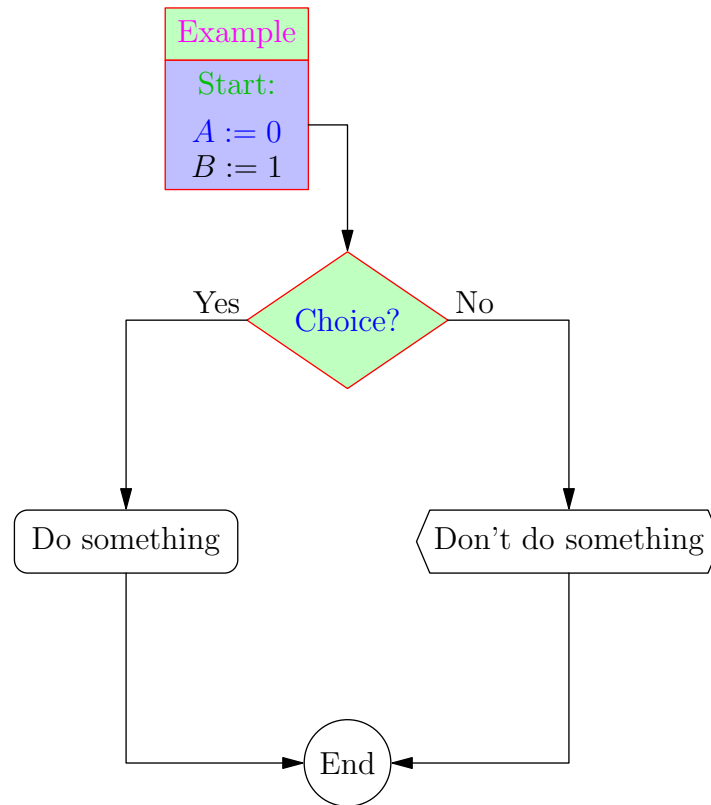 Example
Start:
A := 0
B := 1
Yes
No
Choice?
Do something
Don't do something
End